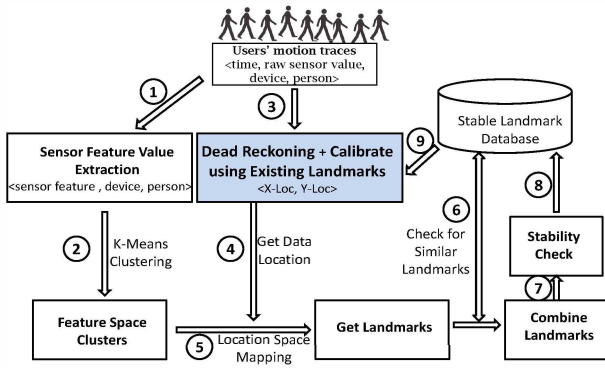 Users' motion traces
<time, raw sensor value,
device, person>
1
3
Sensor Feature Value
Extraction
<sensor feature , device, person>
Dead Reckoning + Calibrate
using Existing Landmarks
<X-Loc, Y-Loc>
9
Stable Landmark
Database
2
K-Means
Clustering
4
Get Data
Location
6
Check for
Similar
Landmarks
8
Stability
Check
7
Feature Space
Clusters
5
Location Space
Mapping
Get Landmarks
Combine
Landmarks